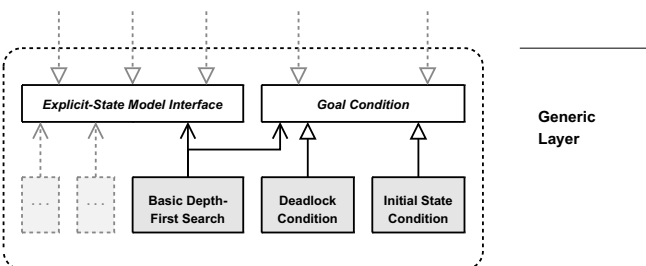 Explicit-State Model Interface
Goal Condition
Generic
Layer
. . .
. . .
Basic Depth-
First Search
Deadlock
Condition
Initial State
Condition